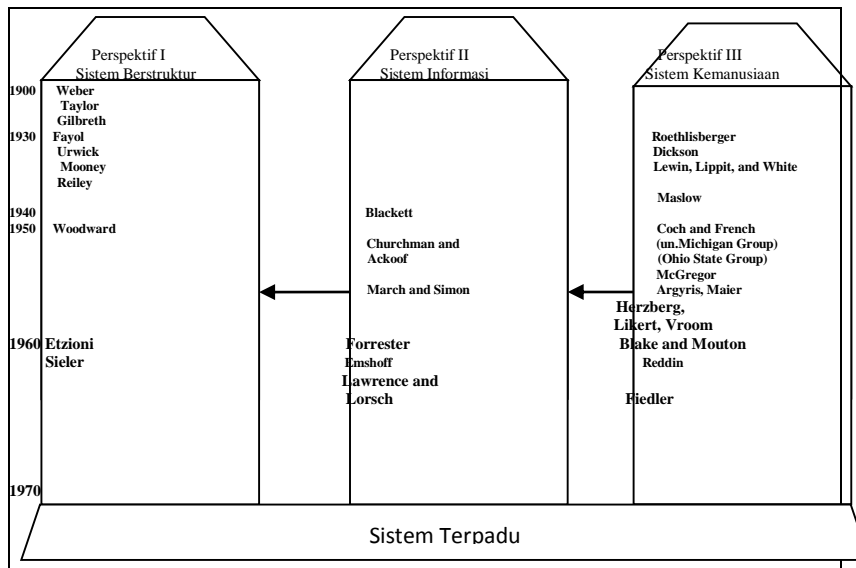 Perspektif I
Sistem Berstruktur
Perspektif II
Sistem Informasi
Perspektif III
Sistem Kemanusiaan
1900
Weber
Taylor
Gilbreth
1930
Fayol
Urwick
Mooney
Reiley
1940
1950
Woodward
1960
Etzioni
Sieler
1970
Blackett
Churchman and
Ackoof
March and Simon
Forrester
Emshoff
Lawrence and
Lorsch
Roethlisberger
Dickson
Lewin, Lippit, and White
Maslow
Coch and French
(un.Michigan Group)
(Ohio State Group)
McGregor
Argyris, Maier
Herzberg,
Likert, Vroom
Blake and Mouton
Reddin
Fiedler
Sistem Terpadu